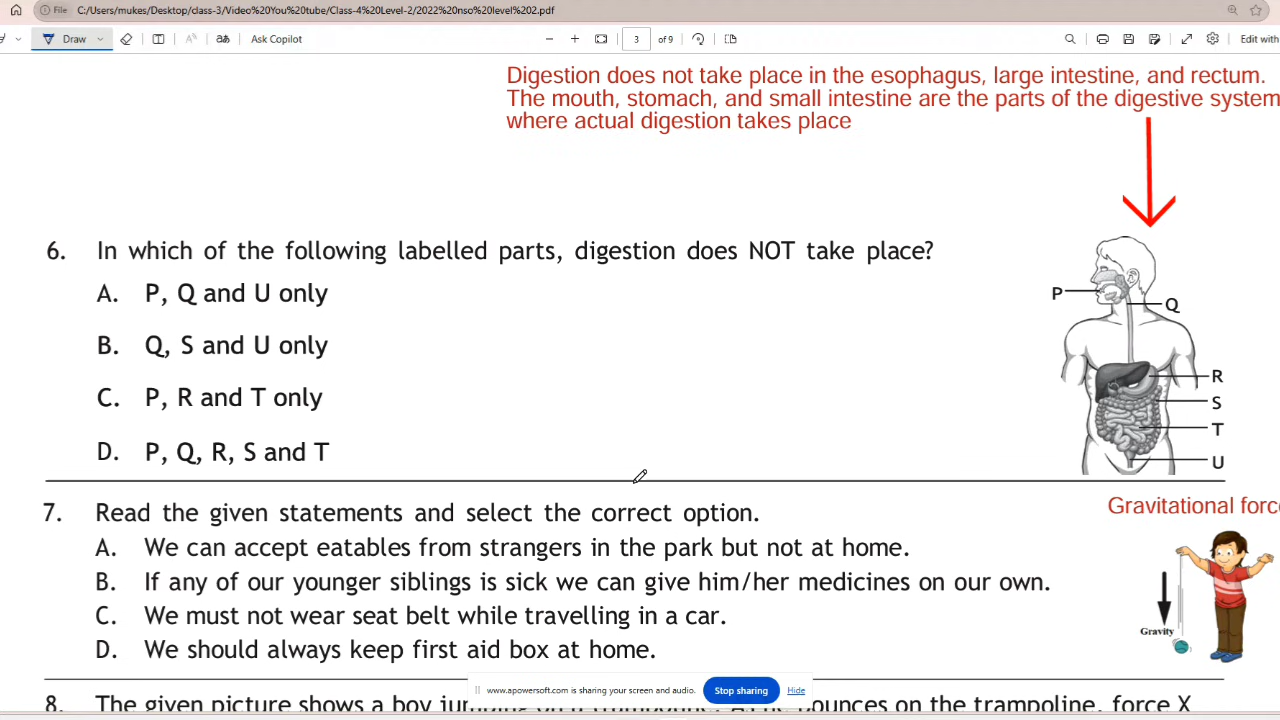 File C:/Users/mukes/Desktop/class-3/Video%20You%20tube/Class-4%20Level-2/2022%20nso%20level%202.pdf
Draw
Ask Copilot
3 of 9
Edit with
Digestion does not take place in the esophagus, large intestine, and rectum.
The mouth, stomach, and small intestine are the parts of the digestive system
where actual digestion takes place
6. In which of the following labelled parts, digestion does NOT take place?
A. P, Q and U only
B. Q, S and U only
C. P, R and T only
D. P, Q, R, S and T
P
Q
R
S
T
U
7. Read the given statements and select the correct option.
A. We can accept eatables from strangers in the park but not at home.
B. If any of our younger siblings is sick we can give him/her medicines on our own.
C. We must not wear seat belt while travelling in a car.
D. We should always keep first aid box at home.
Gravitational force
Gravity
www.apowersoft.com is sharing your screen and audio.
Stop sharing
Hide
8. The given picture shows a boy bounces on the trampoline, force X